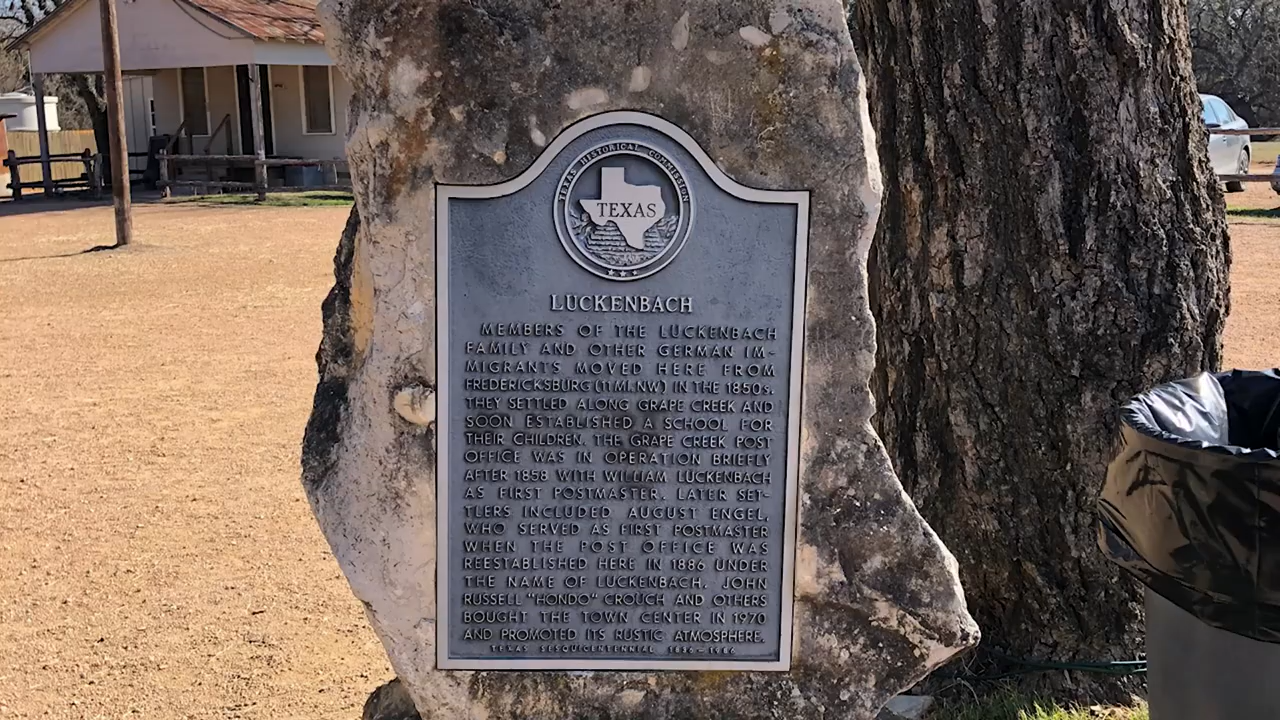 TEXAS HISTORICAL COMMISSION
TEXAS
LUCKENBACH
MEMBERS OF THE LUCKENBACH
FAMILY AND OTHER GERMAN IM-
MIGRANTS MOVED HERE FROM
FREDERICKSBURG (11 MI. NW) IN THE 1850s.
THEY SETTLED ALONG GRAPE CREEK AND
SOON ESTABLISHED A SCHOOL FOR
THEIR CHILDREN. THE GRAPE CREEK POST
OFFICE WAS IN OPERATION BRIEFLY
AFTER 1858 WITH WILLIAM LUCKENBACH
AS FIRST POSTMASTER. LATER SET-
TLERS INCLUDED AUGUST ENGEL,
WHO SERVED AS FIRST POSTMASTER
WHEN THE POST OFFICE WAS
REESTABLISHED HERE IN 1886 UNDER
THE NAME OF LUCKENBACH. JOHN
RUSSELL "HONDO" CROUCH AND OTHERS
BOUGHT THE TOWN CENTER IN 1970
AND PROMOTED ITS RUSTIC ATMOSPHERE.
TEXAS SESQUICENTENNIAL 1836-1986